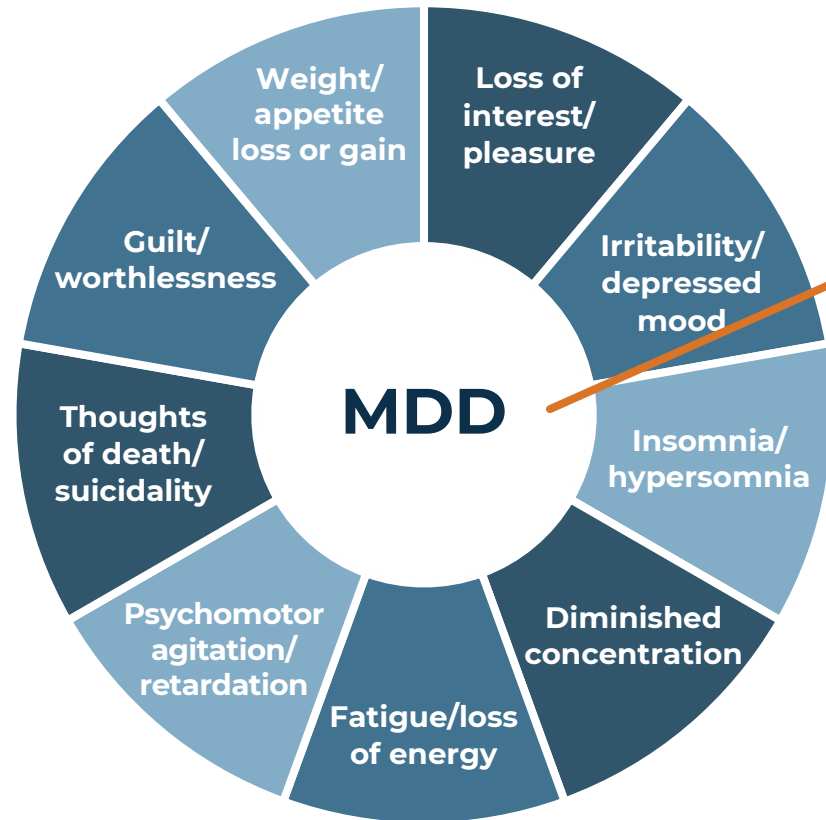 Loss of
interest/
pleasure
Irritability/
depressed
mood
Insomnia/
hypersomnia
Diminished
concentration
Fatigue/loss
of energy
Psychomotor
agitation/
retardation
Thoughts
of death/
suicidality
Guilt/
worthlessness
Weight/
appetite
loss or gain
MDD